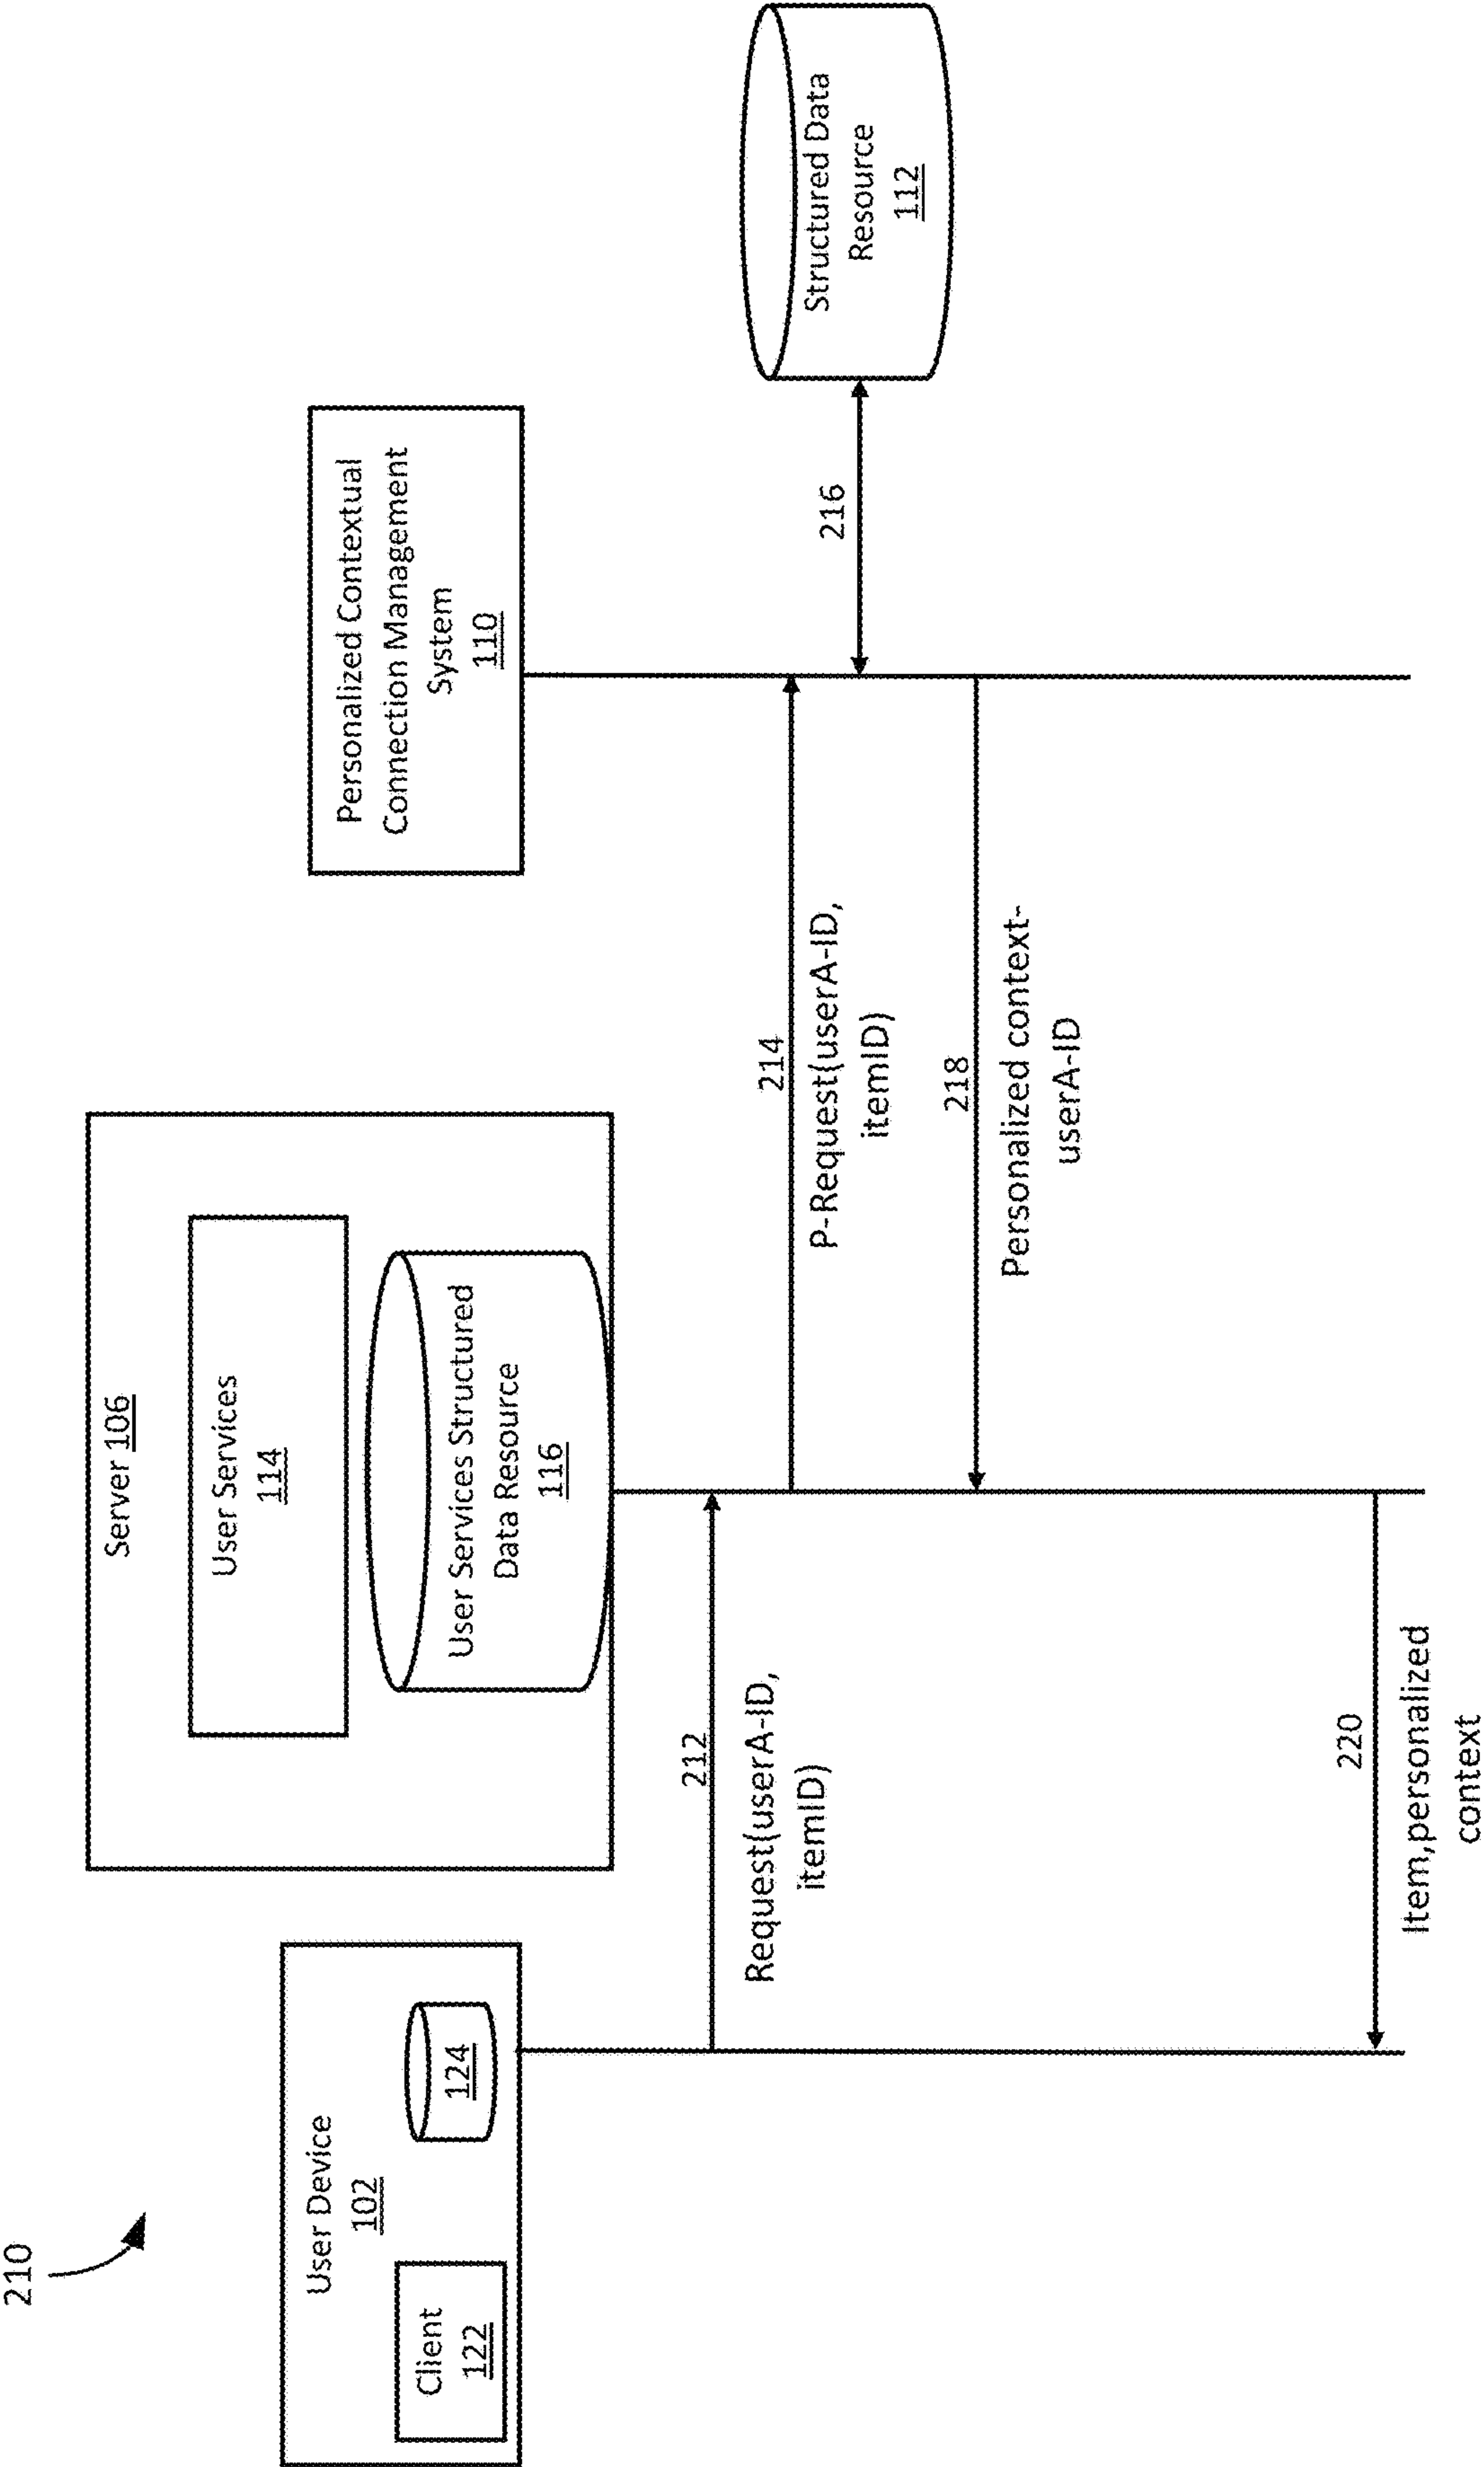 210
User Device
102
Client
122
124
Server 106
User Services
114
User Services Structured
Data Resource
116
Personalized Contextual
Connection Management
System
110
Structured Data
Resource
112
212
Request(userA-ID,
itemID)
214
P-Request(userA-ID,
itemID)
216
218
Personalized context-
userA-ID
220
Item,personalized
context